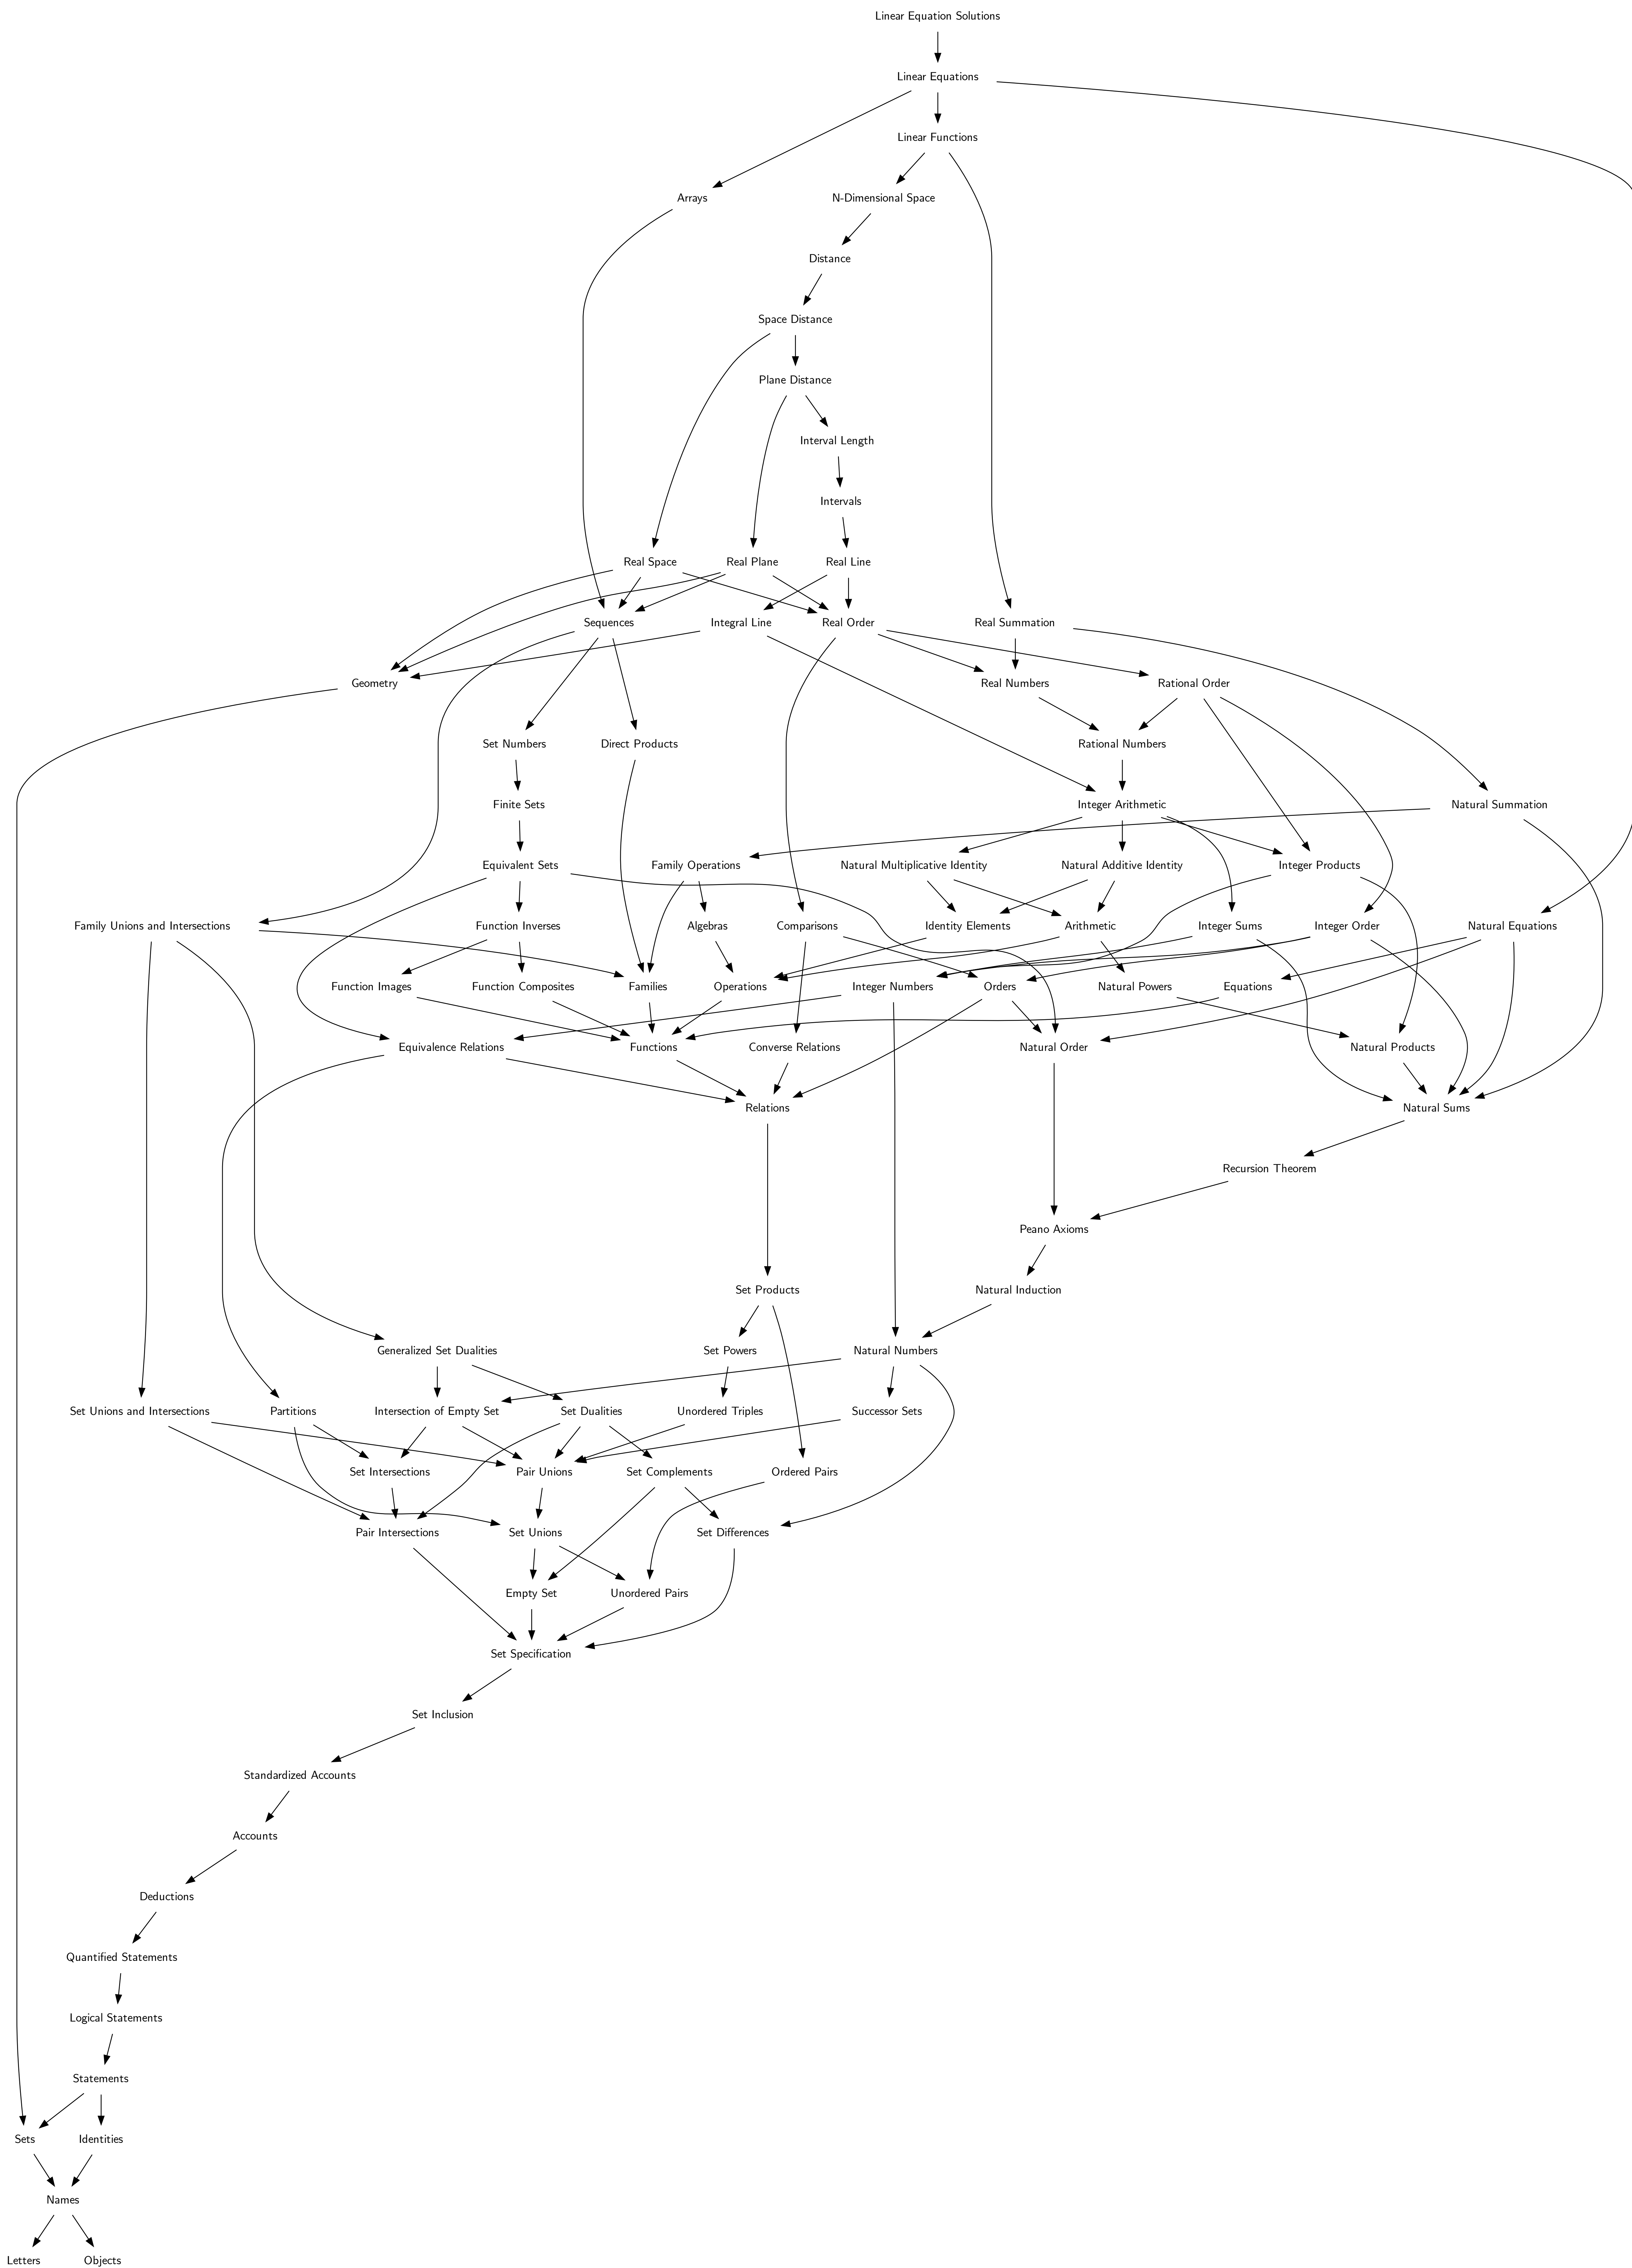 Linear Equation Solutions
Linear Equations
Linear Functions
Arrays
N-Dimensional Space
Distance
Space Distance
Plane Distance
Interval Length
Intervals
Real Space
Real Plane
Real Line
Sequences
Integral Line
Real Order
Real Summation
Geometry
Real Numbers
Rational Order
Set Numbers
Direct Products
Rational Numbers
Finite Sets
Integer Arithmetic
Natural Summation
Equivalent Sets
Family Operations
Natural Multiplicative Identity
Natural Additive Identity
Integer Products
Family Unions and Intersections
Function Inverses
Algebras
Comparisons
Identity Elements
Arithmetic
Integer Sums
Integer Order
Natural Equations
Function Images
Function Composites
Families
Operations
Integer Numbers
Orders
Natural Powers
Equations
Equivalence Relations
Functions
Converse Relations
Natural Order
Natural Products
Relations
Natural Sums
Recursion Theorem
Peano Axioms
Set Products
Natural Induction
Generalized Set Dualities
Set Powers
Natural Numbers
Set Unions and Intersections
Partitions
Intersection of Empty Set
Set Dualities
Unordered Triples
Successor Sets
Set Intersections
Pair Unions
Set Complements
Ordered Pairs
Pair Intersections
Set Unions
Set Differences
Empty Set
Unordered Pairs
Set Specification
Set Inclusion
Standardized Accounts
Accounts
Deductions
Quantified Statements
Logical Statements
Statements
Sets
Identities
Names
Letters
Objects